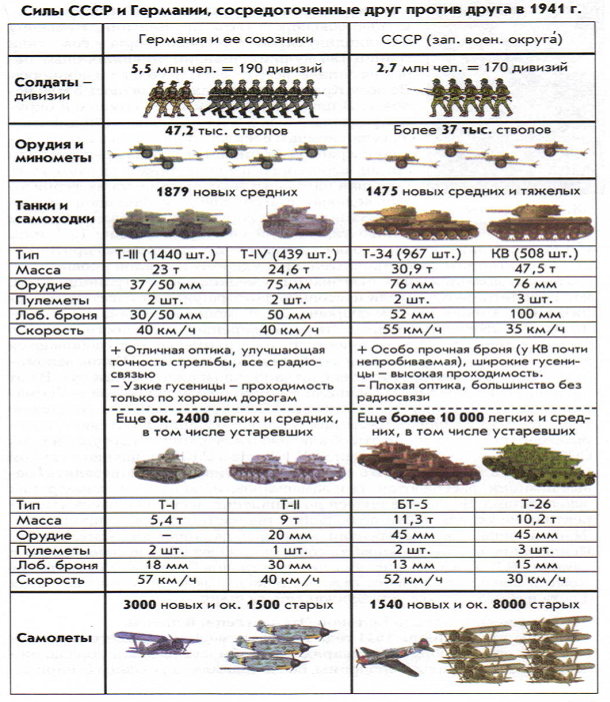 Силы СССР и Германии, сосредоточенные друг против друга в 1941 г.
Германия и ее союзники
СССР (зап. воен. округа)
Солдаты –
дивизии
5,5 млн чел. = 190 дивизий
2,7 млн чел. = 170 дивизий
Орудия и
минометы
47,2 тыс. стволов
Более 37 тыс. стволов
Танки и
самоходки
1879 новых средних
1475 новых средних и тяжелых
Тип T-III (1440 шт.) T-IV (439 шт.) Т-34 (967 шт.) КВ (508 шт.)
Масса 23 т 24,6 т 30,9 т 47,5 т
Орудие 37/50 мм 75 мм 76 мм 76 мм
Пулеметы 2 шт. 2 шт. 2 шт. 3 шт.
Лоб. броня 30/50 мм 50 мм 52 мм 100 мм
Скорость 40 км/ч 40 км/ч 55 км/ч 35 км/ч
+ Отличная оптика, улучшающая
точность стрельбы, все с радио-
связью
– Узкие гусеницы – проходимость
только по хорошим дорогам
+ Особо прочная броня (у КВ почти
непробиваемая), широкие гусени-
цы – высокая проходимость.
– Плохая оптика, большинство без
радиосвязи
Еще ок. 2400 легких и средних,
в том числе устаревших
Еще более 10 000 легких и сред-
них, в том числе устаревших
Тип T-I T-II БТ-5 Т-26
Масса 5,4 т 9 т 11,3 т 10,2 т
Орудие – 20 мм 45 мм 45 мм
Пулеметы 2 шт. 1 шт. 2 шт. 3 шт.
Лоб. броня 18 мм 30 мм 13 мм 15 мм
Скорость 57 км/ч 40 км/ч 52 км/ч 30 км/ч
Самолеты
3000 новых и ок. 1500 старых
1540 новых и ок. 8000 старых